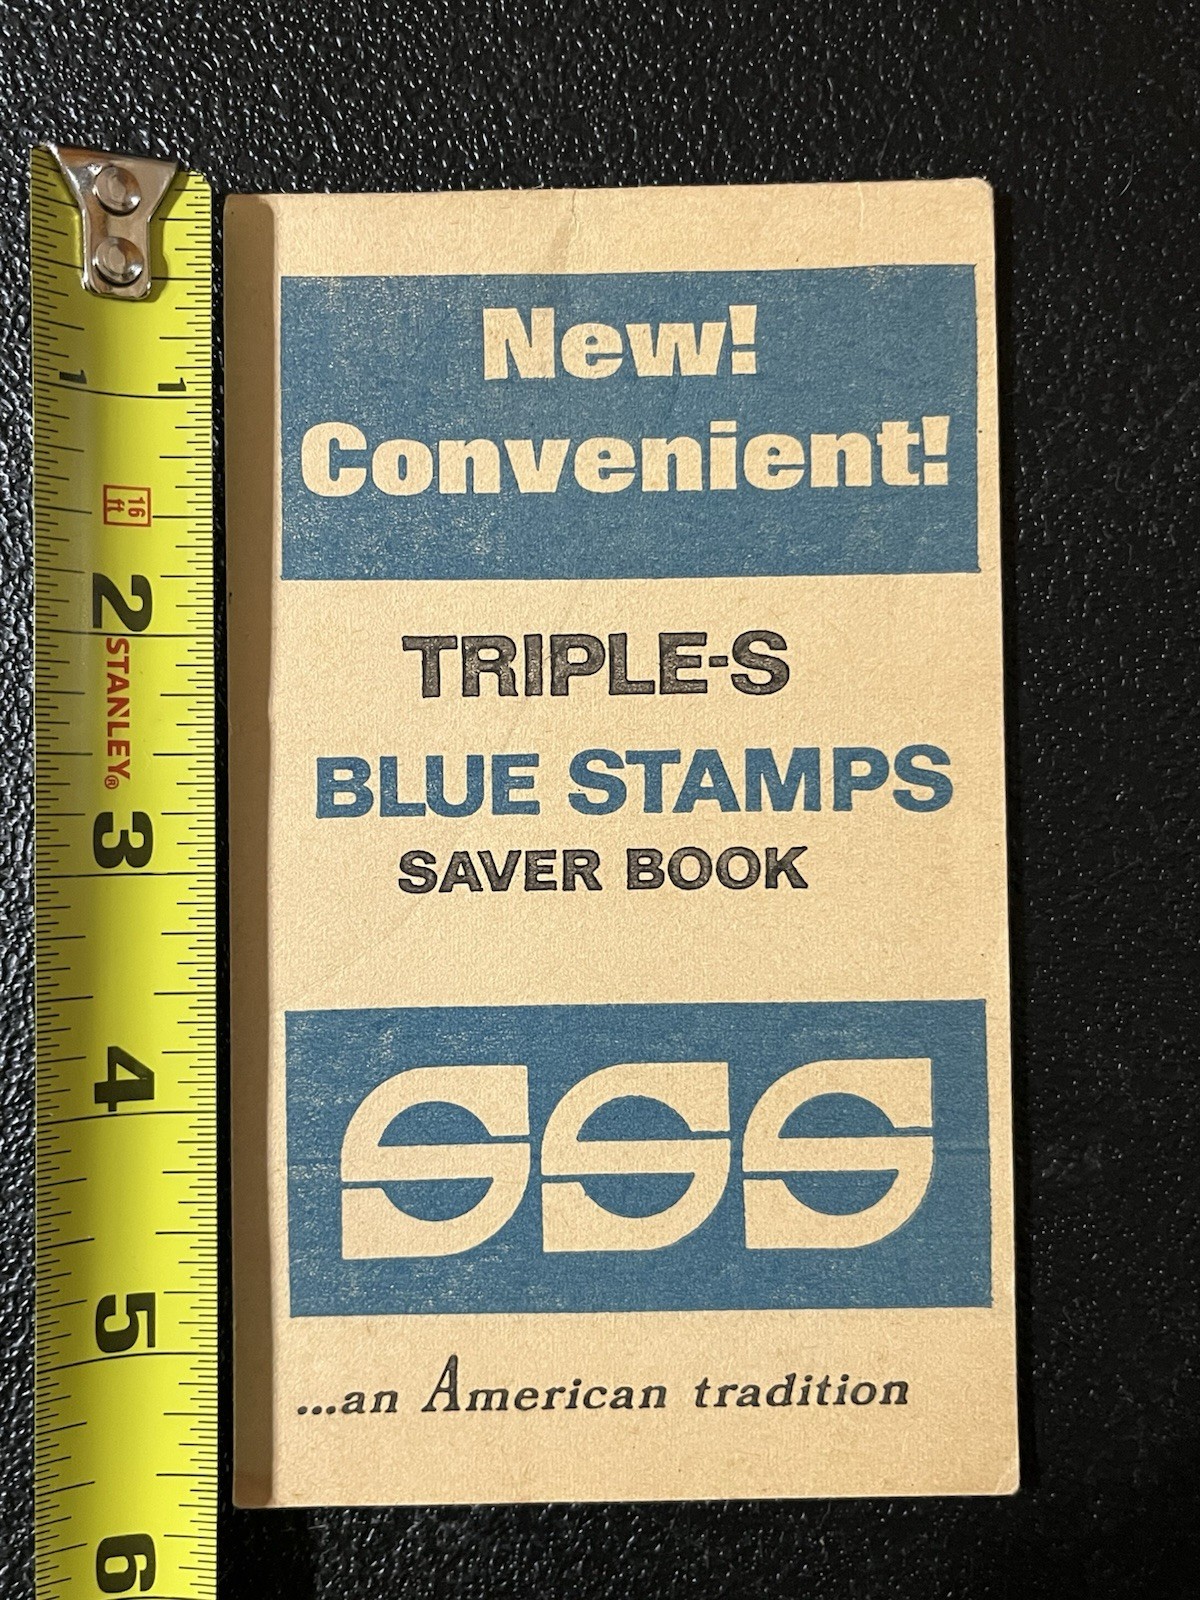 New!
Convenient!
TRIPLE-S
BLUE STAMPS
SAVER BOOK
SSS
...an American tradition
1 1
16 ft
2
STANLEY®
3
4
5
6